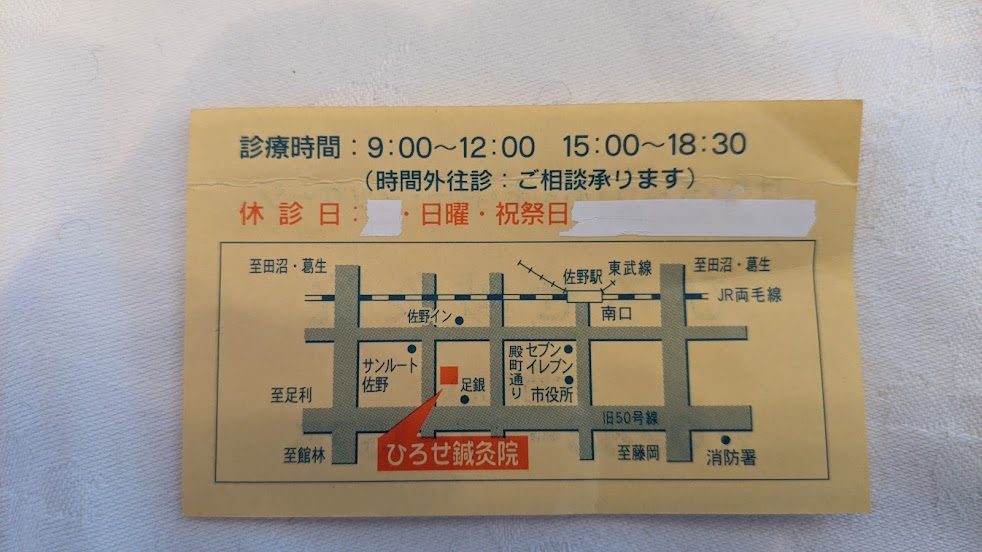 診療時間：9:00～12:00　15:00～18:30
（時間外往診：ご相談承ります）
休診日：・日曜・祝祭日
至田沼・葛生
佐野駅
東武線
至田沼・葛生
JR両毛線
佐野イン
南口
サンルート
佐野
足銀
殿町通り
セブン
イレブン
市役所
至足利
旧50号線
至館林
ひろせ鍼灸院
至藤岡
消防署